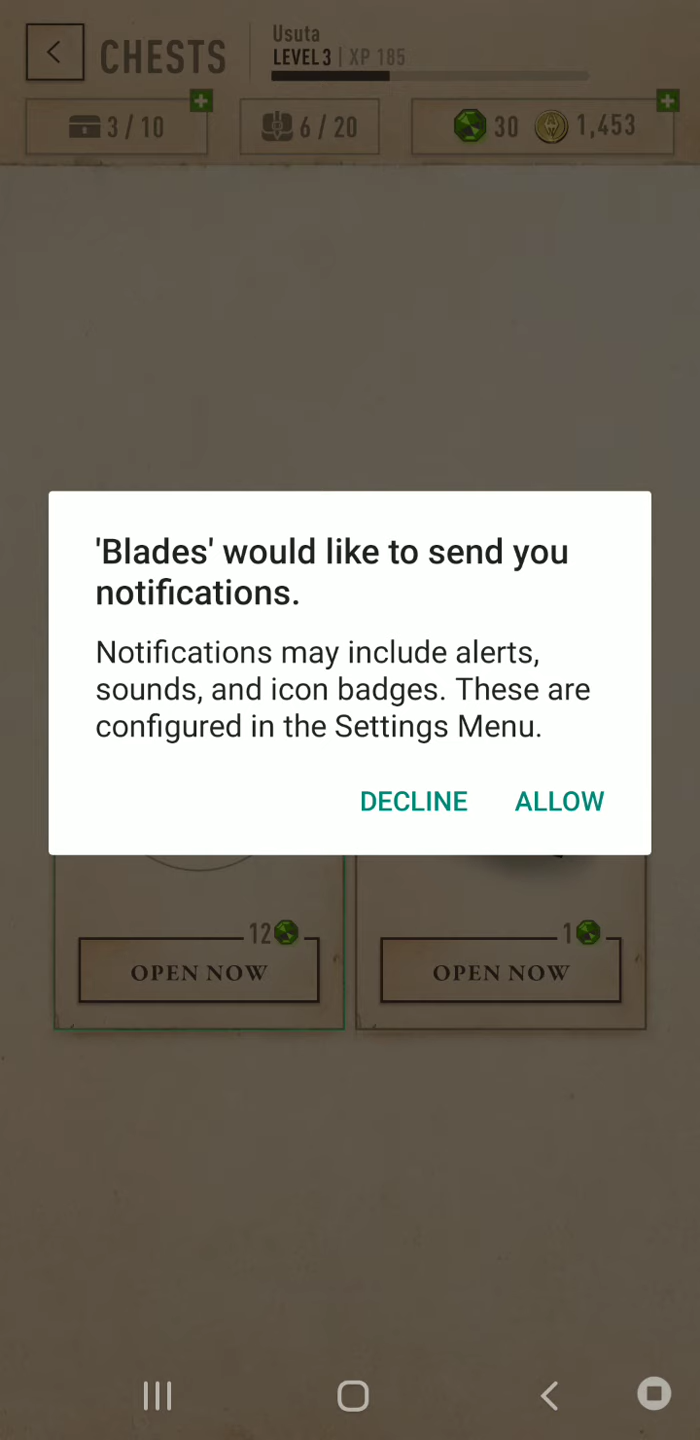 CHESTS
Usuta
LEVEL 3 | XP 185
3 / 10
6 / 20
30
1,453
'Blades' would like to send you
notifications.
Notifications may include alerts,
sounds, and icon badges. These are
configured in the Settings Menu.
DECLINE
ALLOW
12
OPEN NOW
1
OPEN NOW